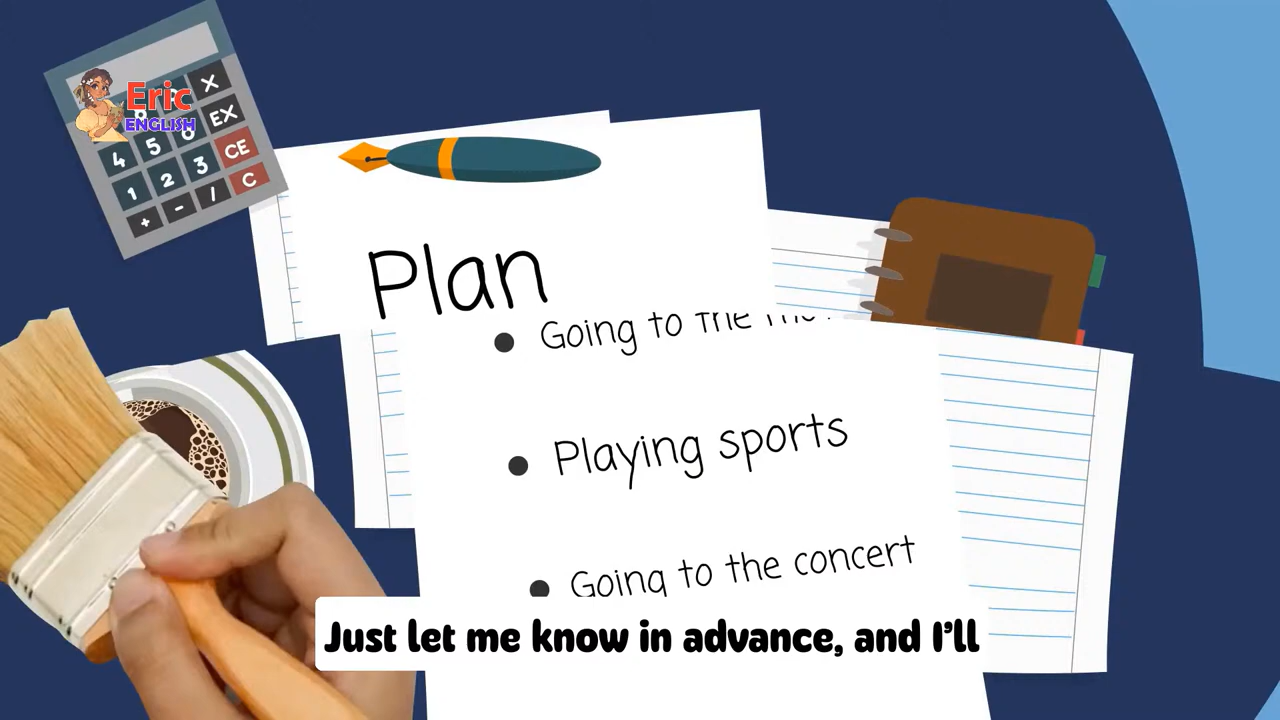 Eric
ENGLISH
X
EX
4 5 6 CE
1 2 3 C
+ - /
Plan
Going to the
Playing sports
Going to the concert
Just let me know in advance, and I'll